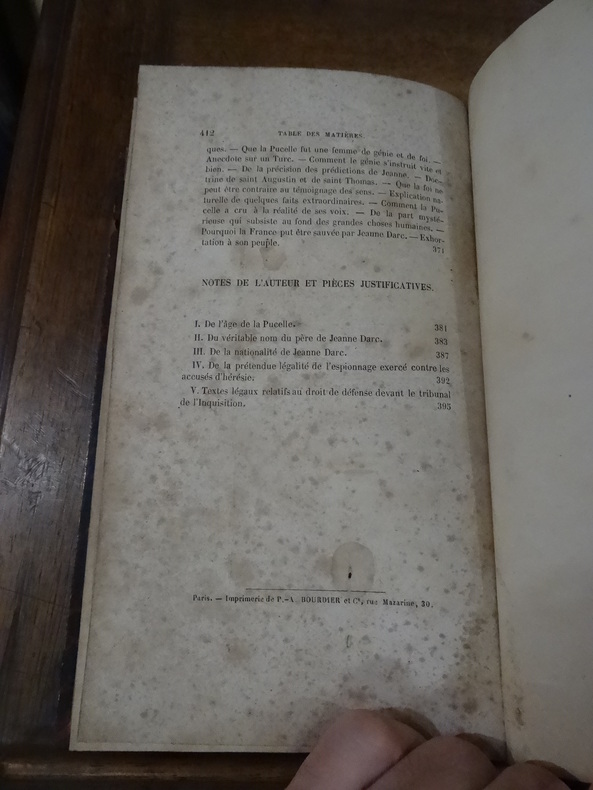 412 TABLE DES MATIÈRES.
ques. — Que la Pucelle fut une femme de génie et de foi. —
Anecdote sur un Turc. — Comment le génie s'instruit vite et
bien. — De la précision des prédictions de Jeanne. — Doc-
trine de saint Augustin et de saint Thomas. — Que la foi ne
peut être contraire au témoignage des sens. — Explication na-
turelle de quelques faits extraordinaires. — Comment la Pu-
celle a cru à la réalité de ses voix. — De la part mysté-
rieuse qui subsiste au fond des grandes choses humaines. —
Pourquoi la France put être sauvée par Jeanne Darc. — Exhor-
tation à son peuple. 371
NOTES DE L'AUTEUR ET PIÈCES JUSTIFICATIVES.
I. De l'âge de la Pucelle. 381
II. Du véritable nom du père de Jeanne Darc. 383
III. De la nationalité de Jeanne Darc. 387
IV. De la prétendue légalité de l'espionnage exercé contre les
accusés d'hérésie. 392
V. Textes légaux relatifs au droit de défense devant le tribunal
de l'Inquisition. 395
Paris. — Imprimerie de P.-A. BOURDIER et Cie, rue Mazarine, 30.